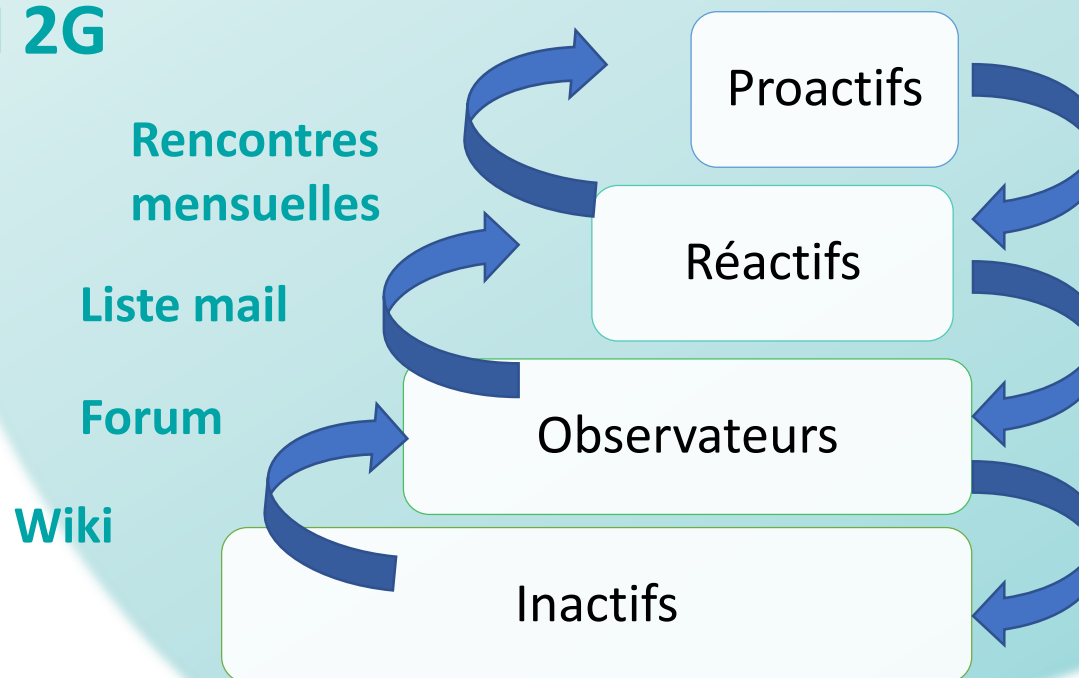 2G
Proactifs
Rencontres
mensuelles
Réactifs
Liste mail
Forum
Observateurs
Wiki
Inactifs